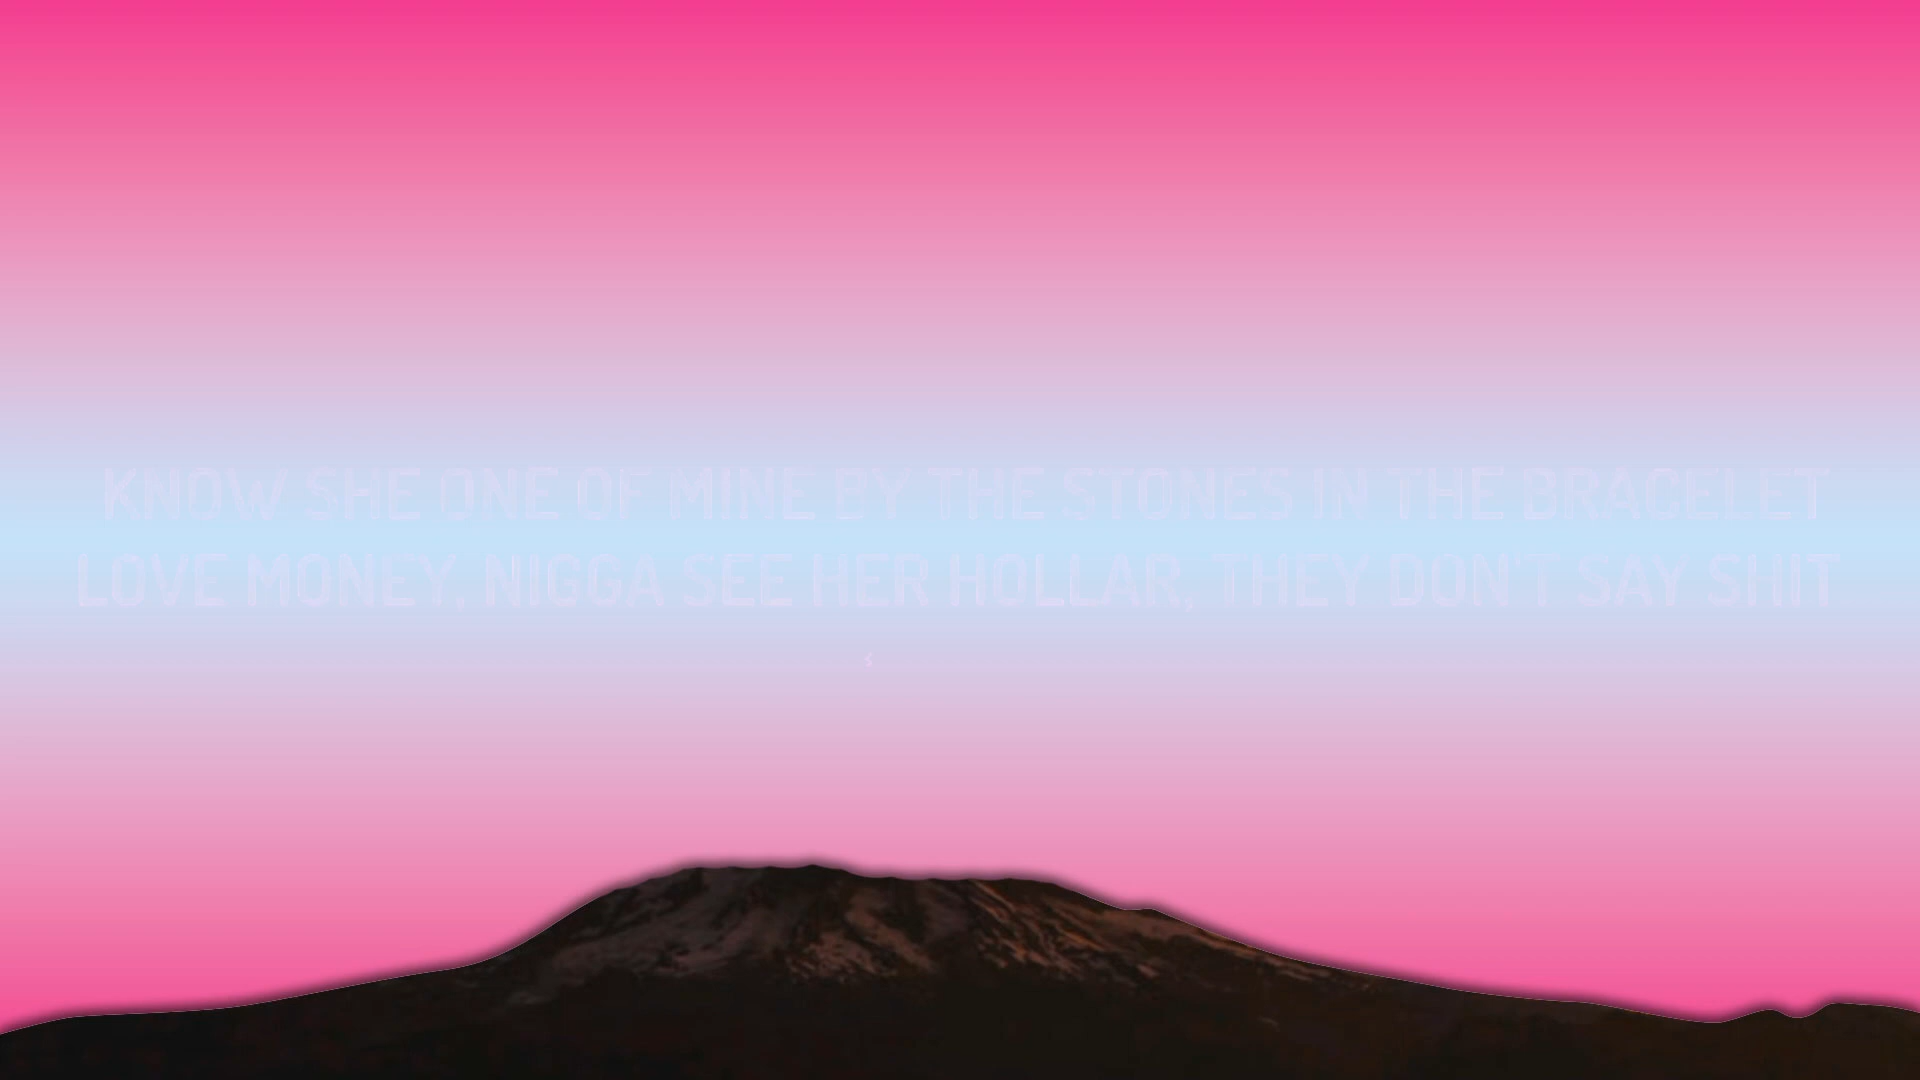 KNOW SHE ONE OF MINE BY THE STONES IN THE BRACELET
LOVE MONEY, NIGGA SEE HER HOLLAR, THEY DON'T SAY SHIT